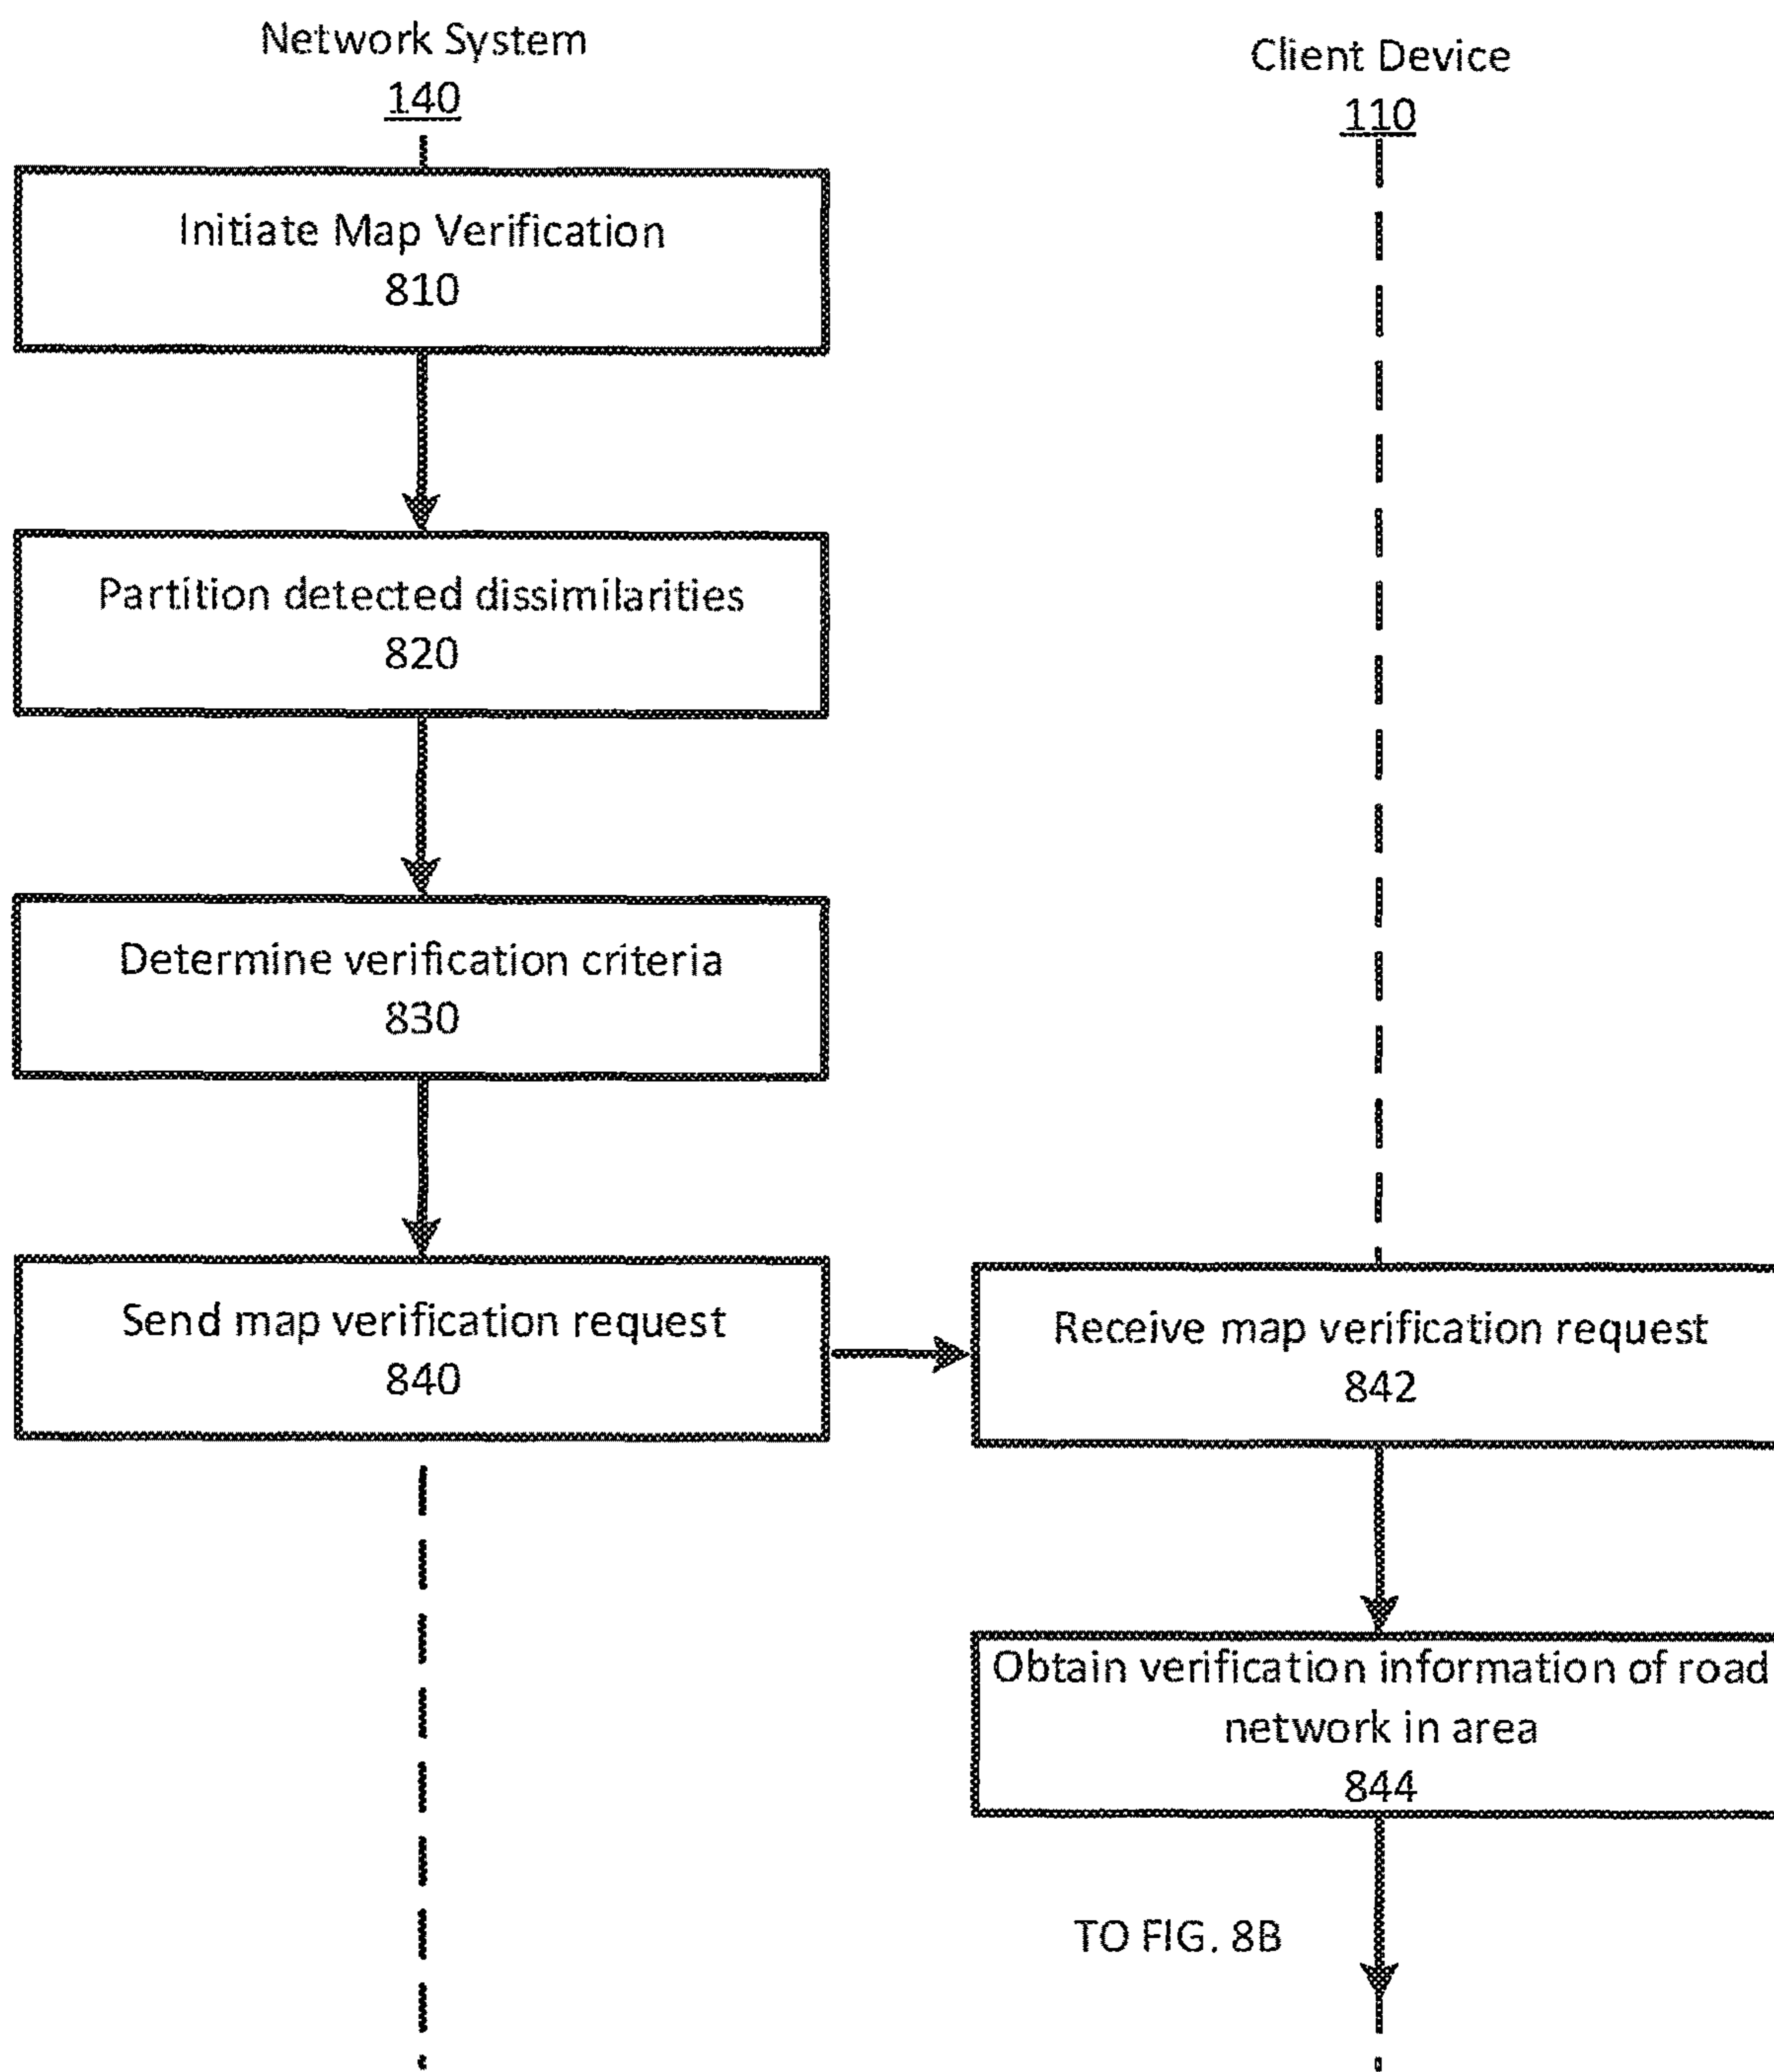 Network System
140
Client Device
110
Initiate Map Verification
810
Partition detected dissimilarities
820
Determine verification criteria
830
Send map verification request
840
Receive map verification request
842
Obtain verification information of road
network in area
844
TO FIG. 8B